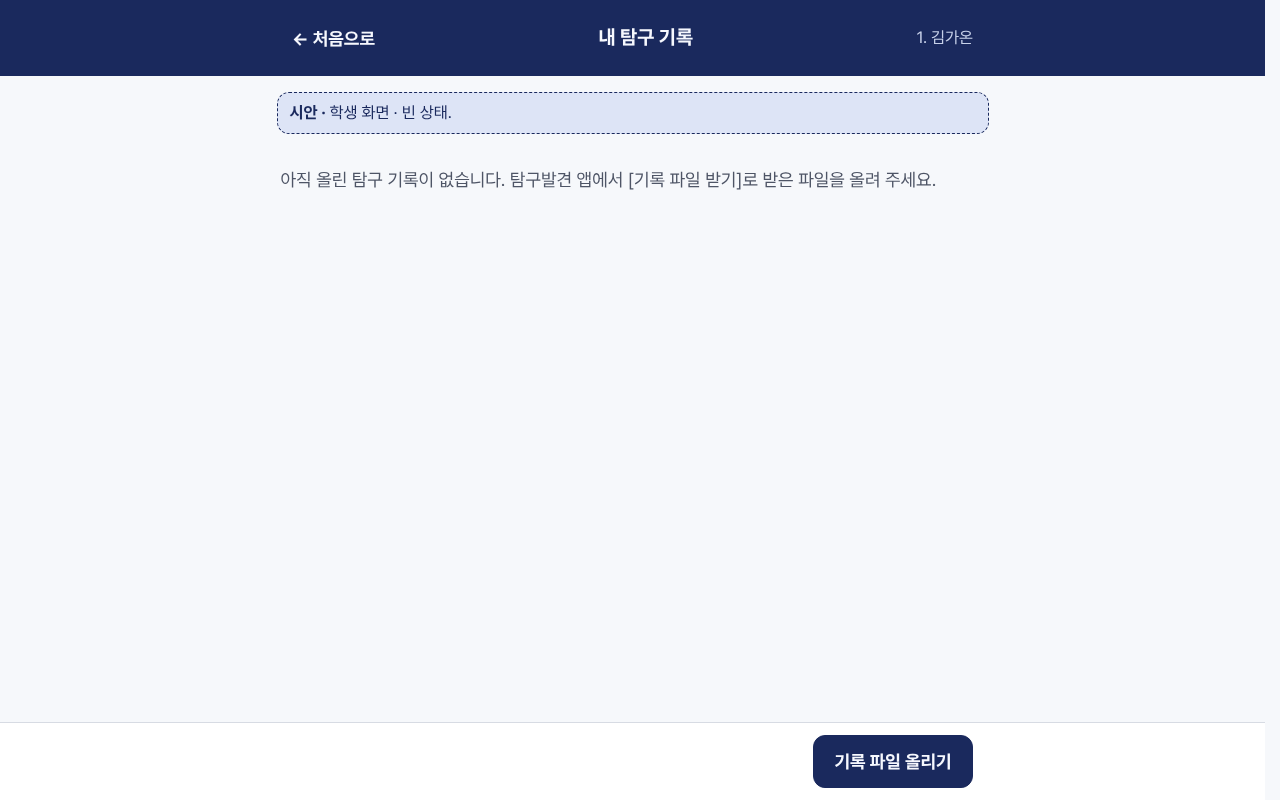 ← 처음으로
내 탐구 기록
1. 김가온
시안 · 학생 화면 · 빈 상태.
아직 올린 탐구 기록이 없습니다. 탐구발견 앱에서 [기록 파일 받기]로 받은 파일을 올려 주세요.
기록 파일 올리기